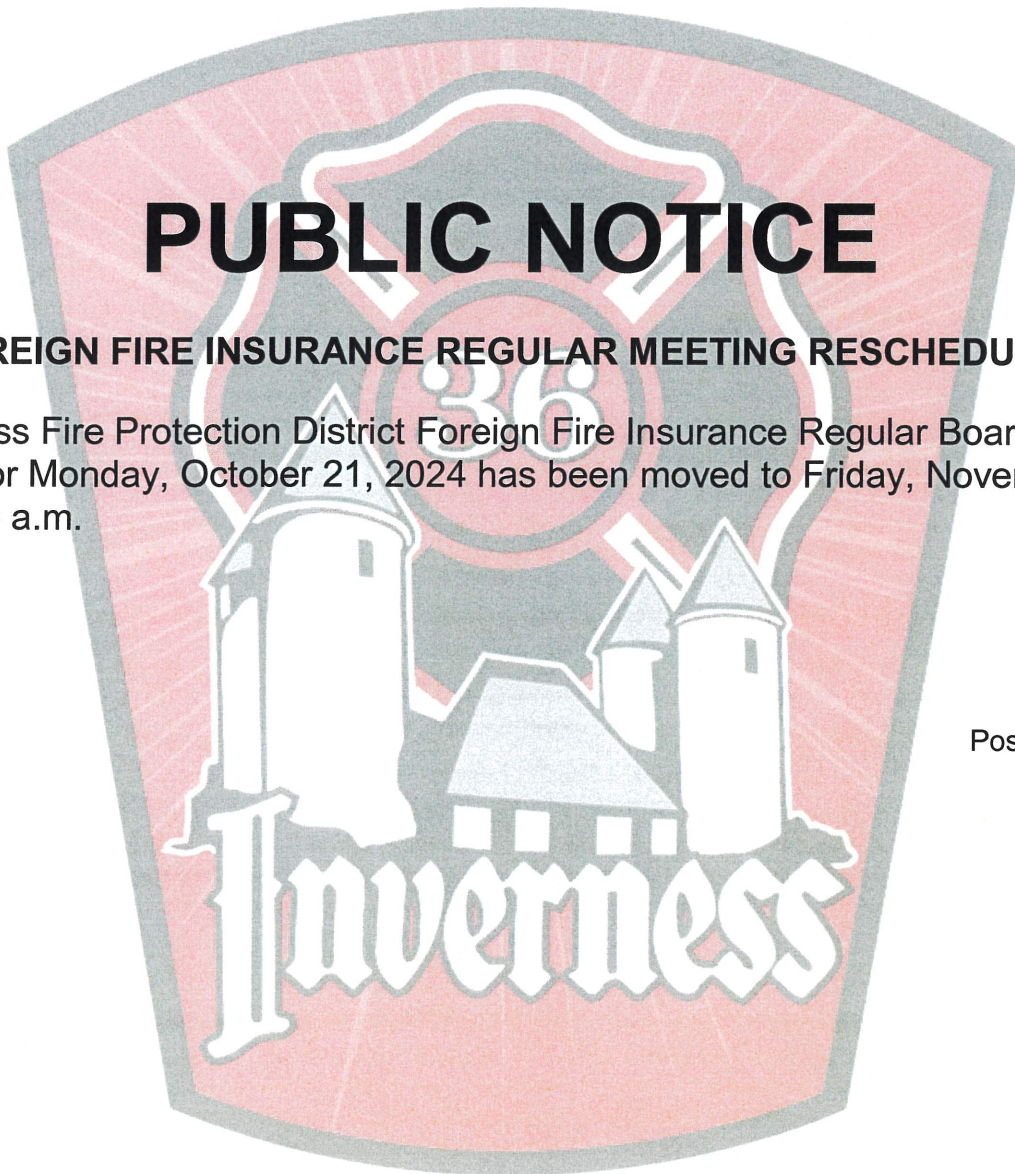 PUBLIC NOTICE
REIGN FIRE INSURANCE REGULAR MEETING RESCHEDU
36
ss Fire Protection District Foreign Fire Insurance Regular Boar
or Monday, October 21, 2024 has been moved to Friday, Nover
a.m.
Pos
Inverness